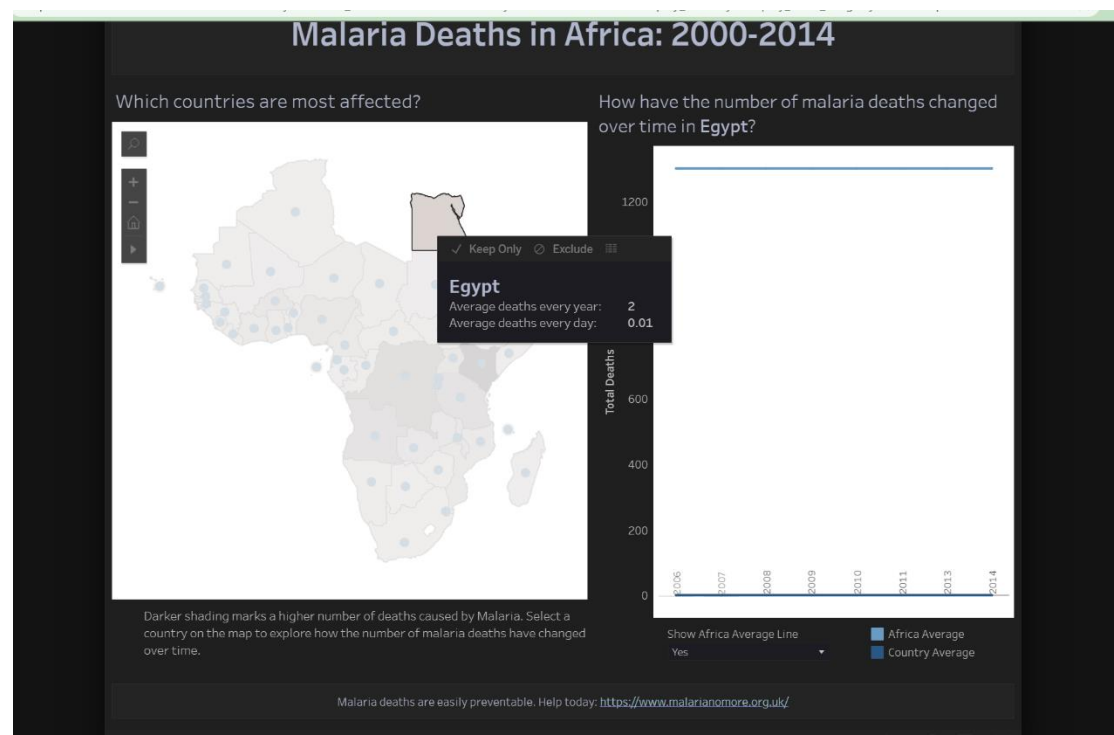 Malaria Deaths in Africa: 2000-2014
Which countries are most affected?
How have the number of malaria deaths changed
over time in Egypt?
Keep Only Exclude
Egypt
Average deaths every year: 2
Average deaths every day: 0.01
1200
Total Deaths
600
400
200
0
2006
2007
2008
2009
2010
2011
2013
2014
Darker shading marks a higher number of deaths caused by Malaria. Select a
country on the map to explore how the number of malaria deaths have changed
over time.
Show Africa Average Line
Yes
Africa Average
Country Average
Malaria deaths are easily preventable. Help today: https://www.malarianomore.org.uk/